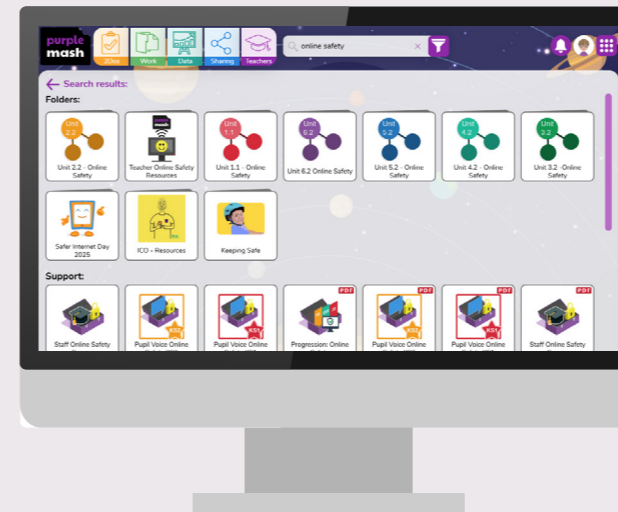 purple
mash
2Dos
Work
Data
Sharing
Teachers
online safety
Search results:
Folders:
Unit
2.2
Unit
1.1
Unit
6.2
Unit
5.2
Unit
4.2
Unit
3.2
Unit 2.2 - Online
Safety
Teacher Online Safety
Resources
Unit 1.1 - Online
Safety
Unit 6.2 Online Safety
Unit 5.2 - Online
Safety
Unit 4.2 - Online
Safety
Unit 3.2 -Online
Safety
Safer Internet Day
2025
ICO - Resources
Keeping Safe
Support:
PDF
PDF
PDF
PDF
KS2
KS1
KS2
KS1
Staff Online Safety
Pupil Voice Online
Pupil Voice Online
Progression: Online
Pupil Voice Online
Pupil Voice Online
Staff Online Safety